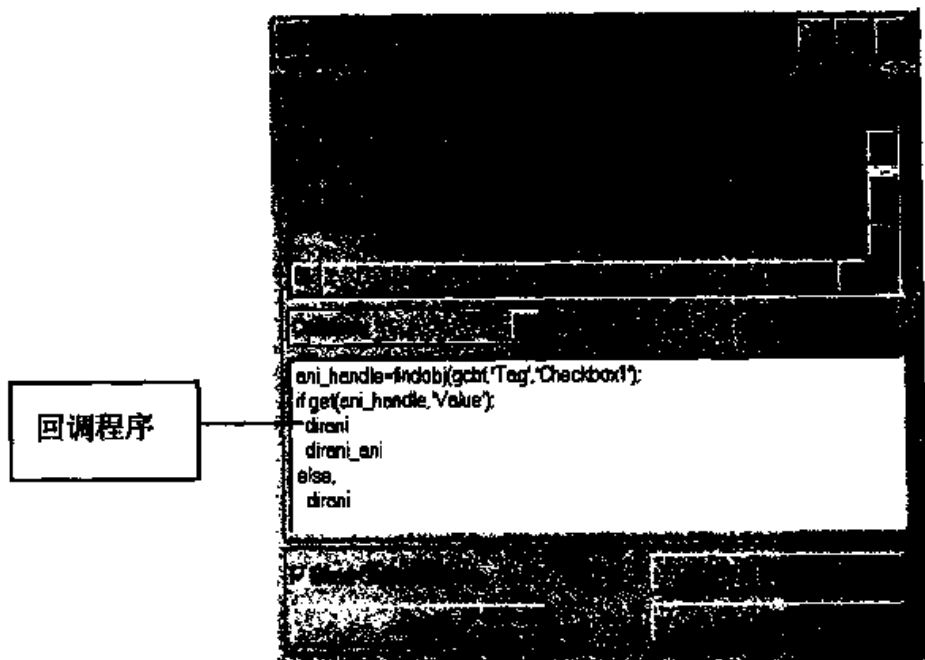 ani_handle=findobj(gcbf,'Tag','Checkbox1');
if get(ani_handle,'Value');
dirani
dirani_ani
else,
dirani
回调程序